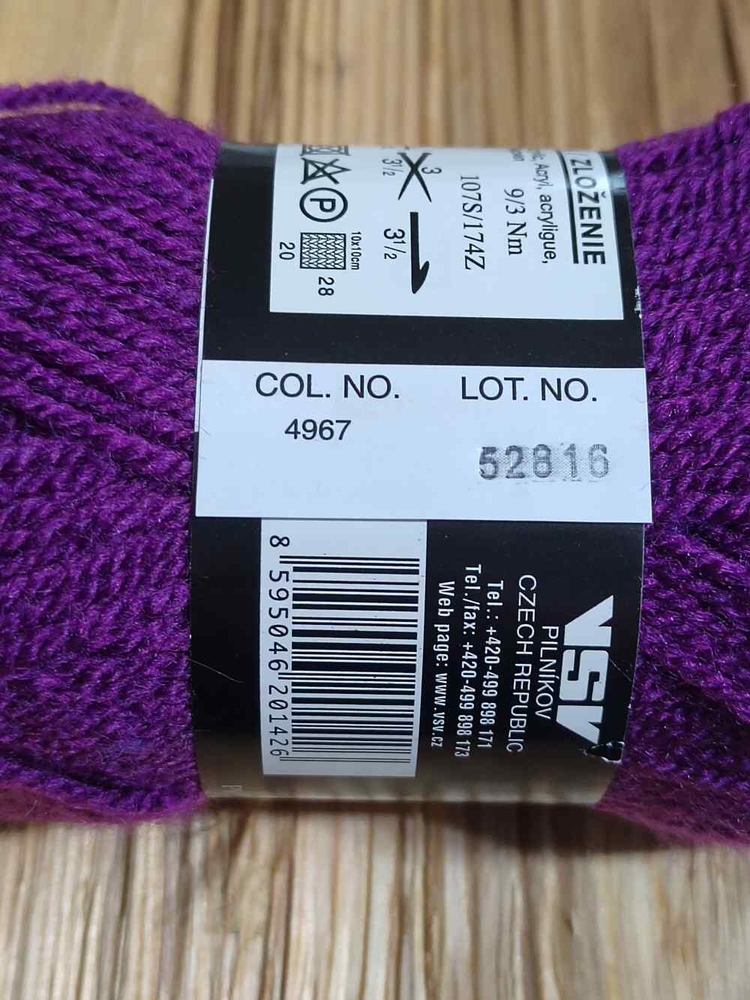 ZLOŽENIE
Acryl, acrylique,
9/3 Nm
107S/174Z
3
3½
3½
P
10x10cm
28
20
COL. NO. LOT. NO.
4967 52816
8 595046 201426
VSV
PILNÍKOV
CZECH REPUBLIC
Tel.: +420-499 898 171
Tel./fax: +420-499 898 173
Web page: www.vsv.cz